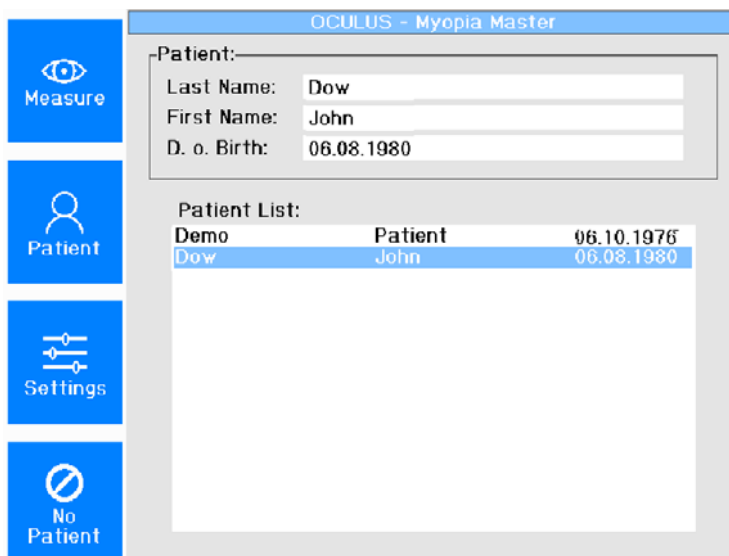 OCULUS - Myopia Master
Measure
Patient
Settings
No
Patient
Patient:
Last Name: Dow
First Name: John
D. o. Birth: 06.08.1980
Patient List:
Demo Patient 06.10.1976
Dow John 06.08.1980